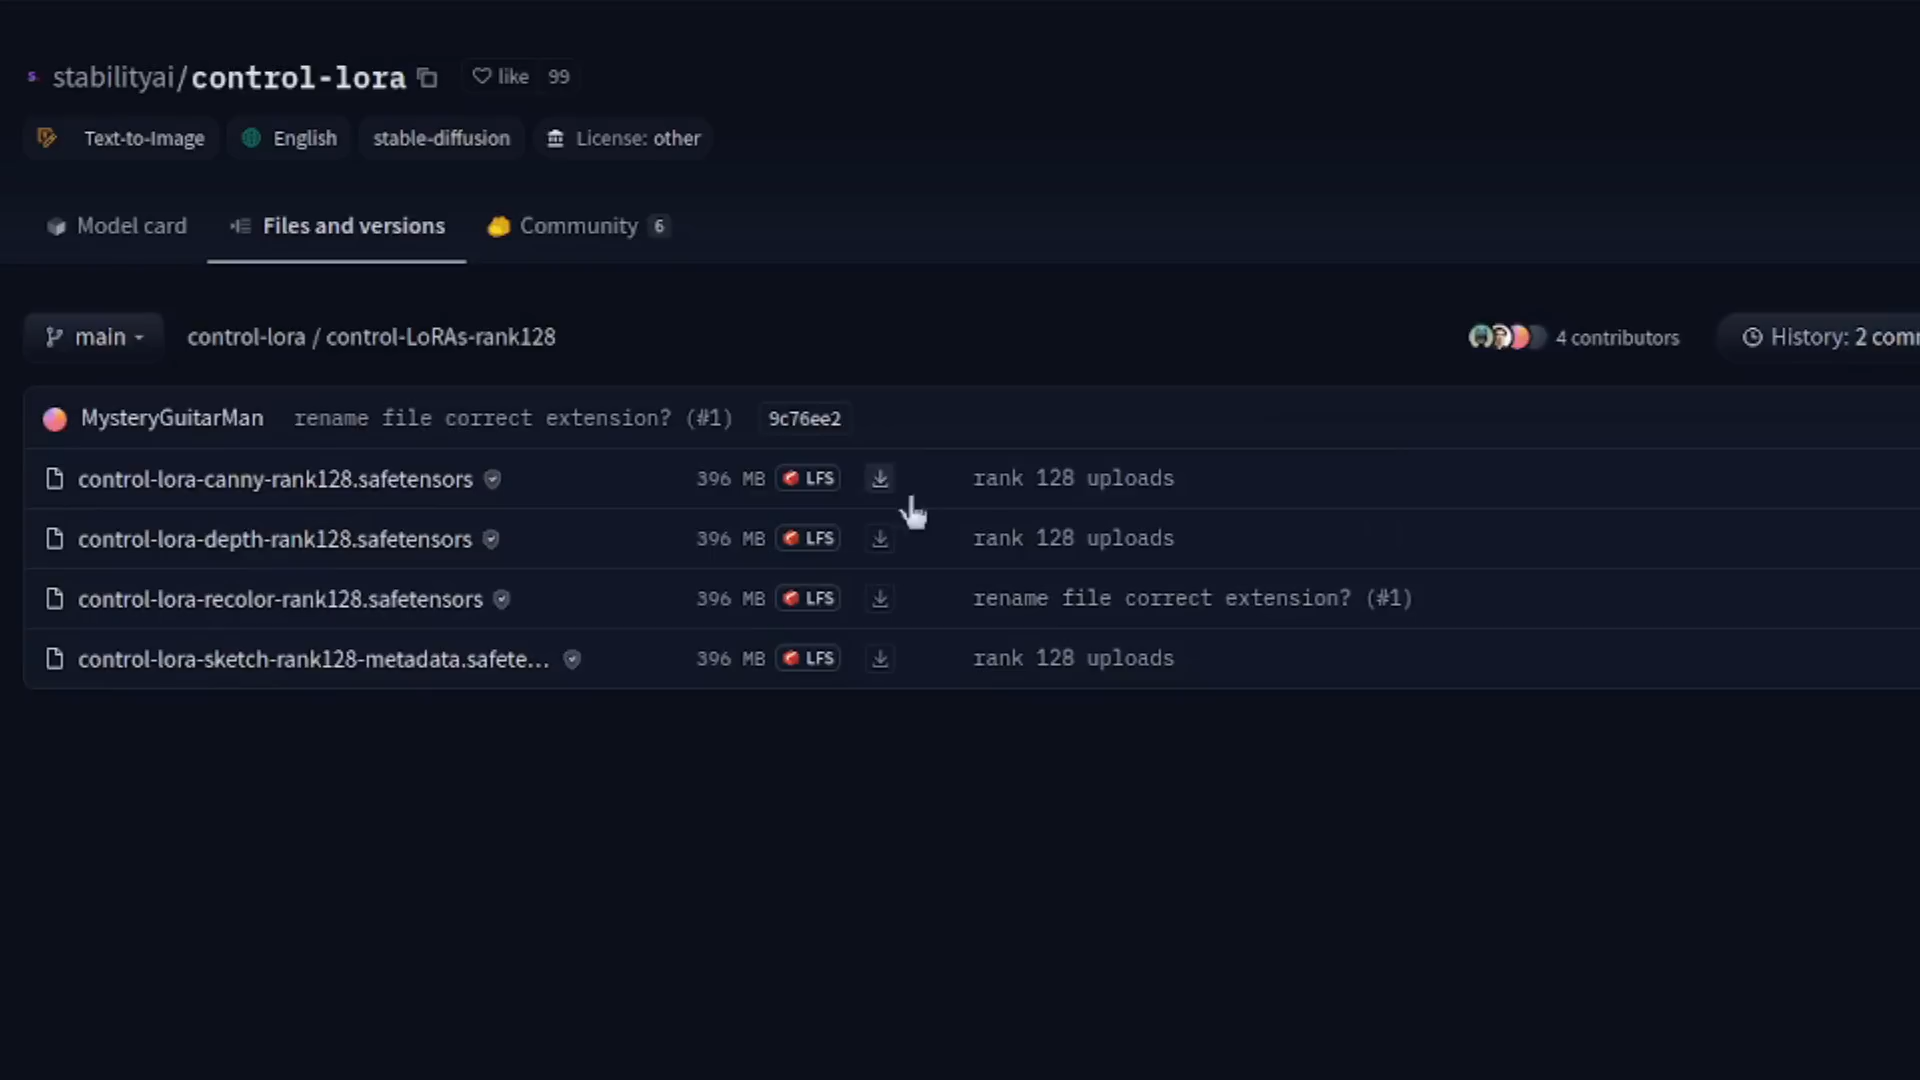 stabilityai/control-lora like 99
Text-to-Image English stable-diffusion License: other
Model card Files and versions Community 6
main control-lora / control-LoRAs-rank128 4 contributors History: 2
MysteryGuitarMan rename file correct extension? (#1) 9c76ee2
control-lora-canny-rank128.safetensors 396 MB LFS rank 128 uploads
control-lora-depth-rank128.safetensors 396 MB LFS rank 128 uploads
control-lora-recolor-rank128.safetensors 396 MB LFS rename file correct extension? (#1)
control-lora-sketch-rank128-metadata.safete... 396 MB LFS rank 128 uploads